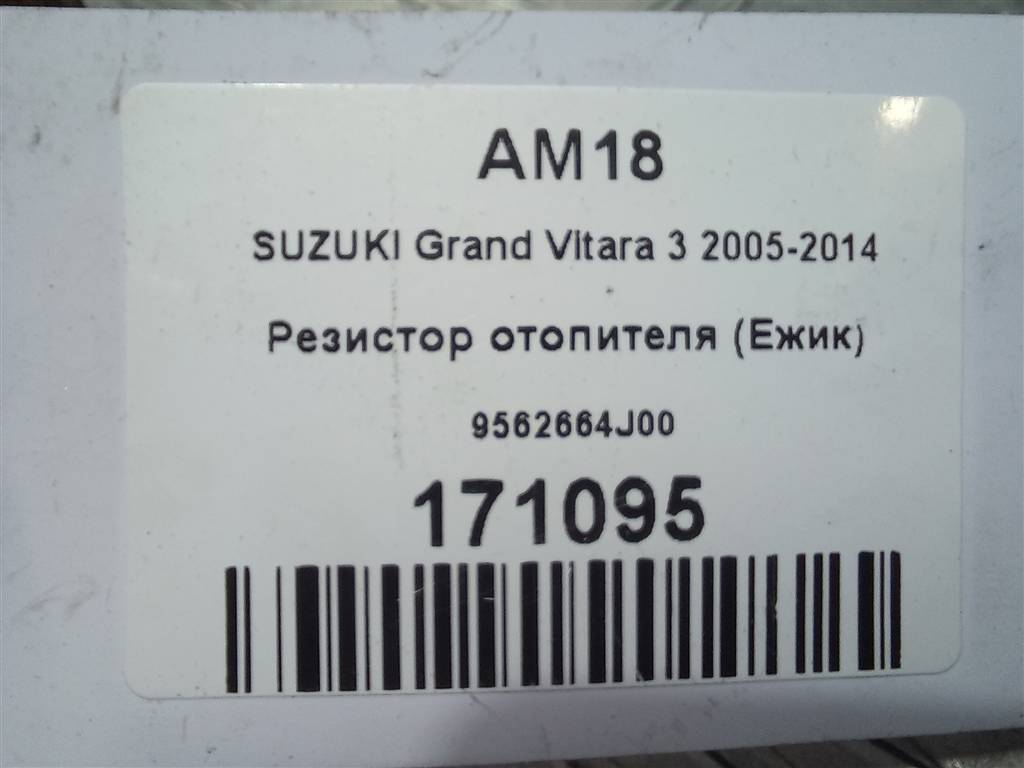 AM18
SUZUKI Grand Vitara 3 2005-2014
Резистор отопителя (Ежик)
9562664J00
171095